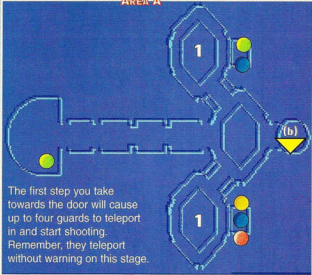 AREA A
1
(b)
1
The first step you take
towards the door will cause
up to four guards to teleport
in and start shooting.
Remember, they teleport
without warning on this stage.